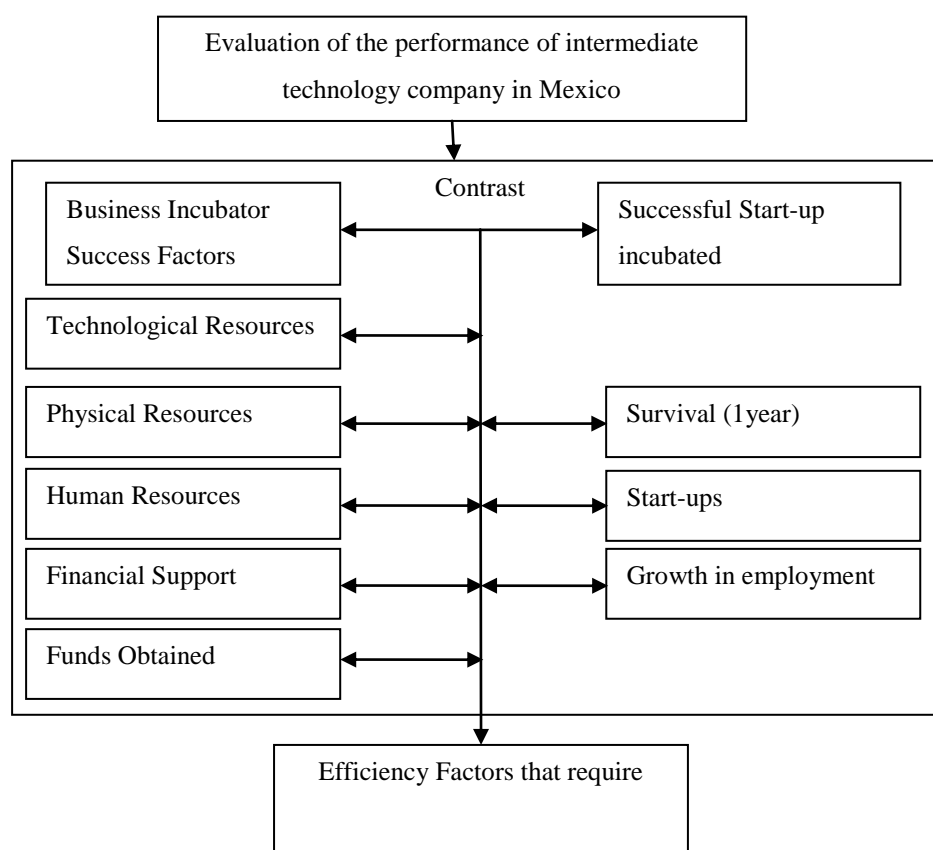 Evaluation of the performance of intermediate
technology company in Mexico
Contrast
Business Incubator
Success Factors
Successful Start-up
incubated
Technological Resources
Physical Resources
Survival (1year)
Human Resources
Start-ups
Financial Support
Growth in employment
Funds Obtained
Efficiency Factors that require